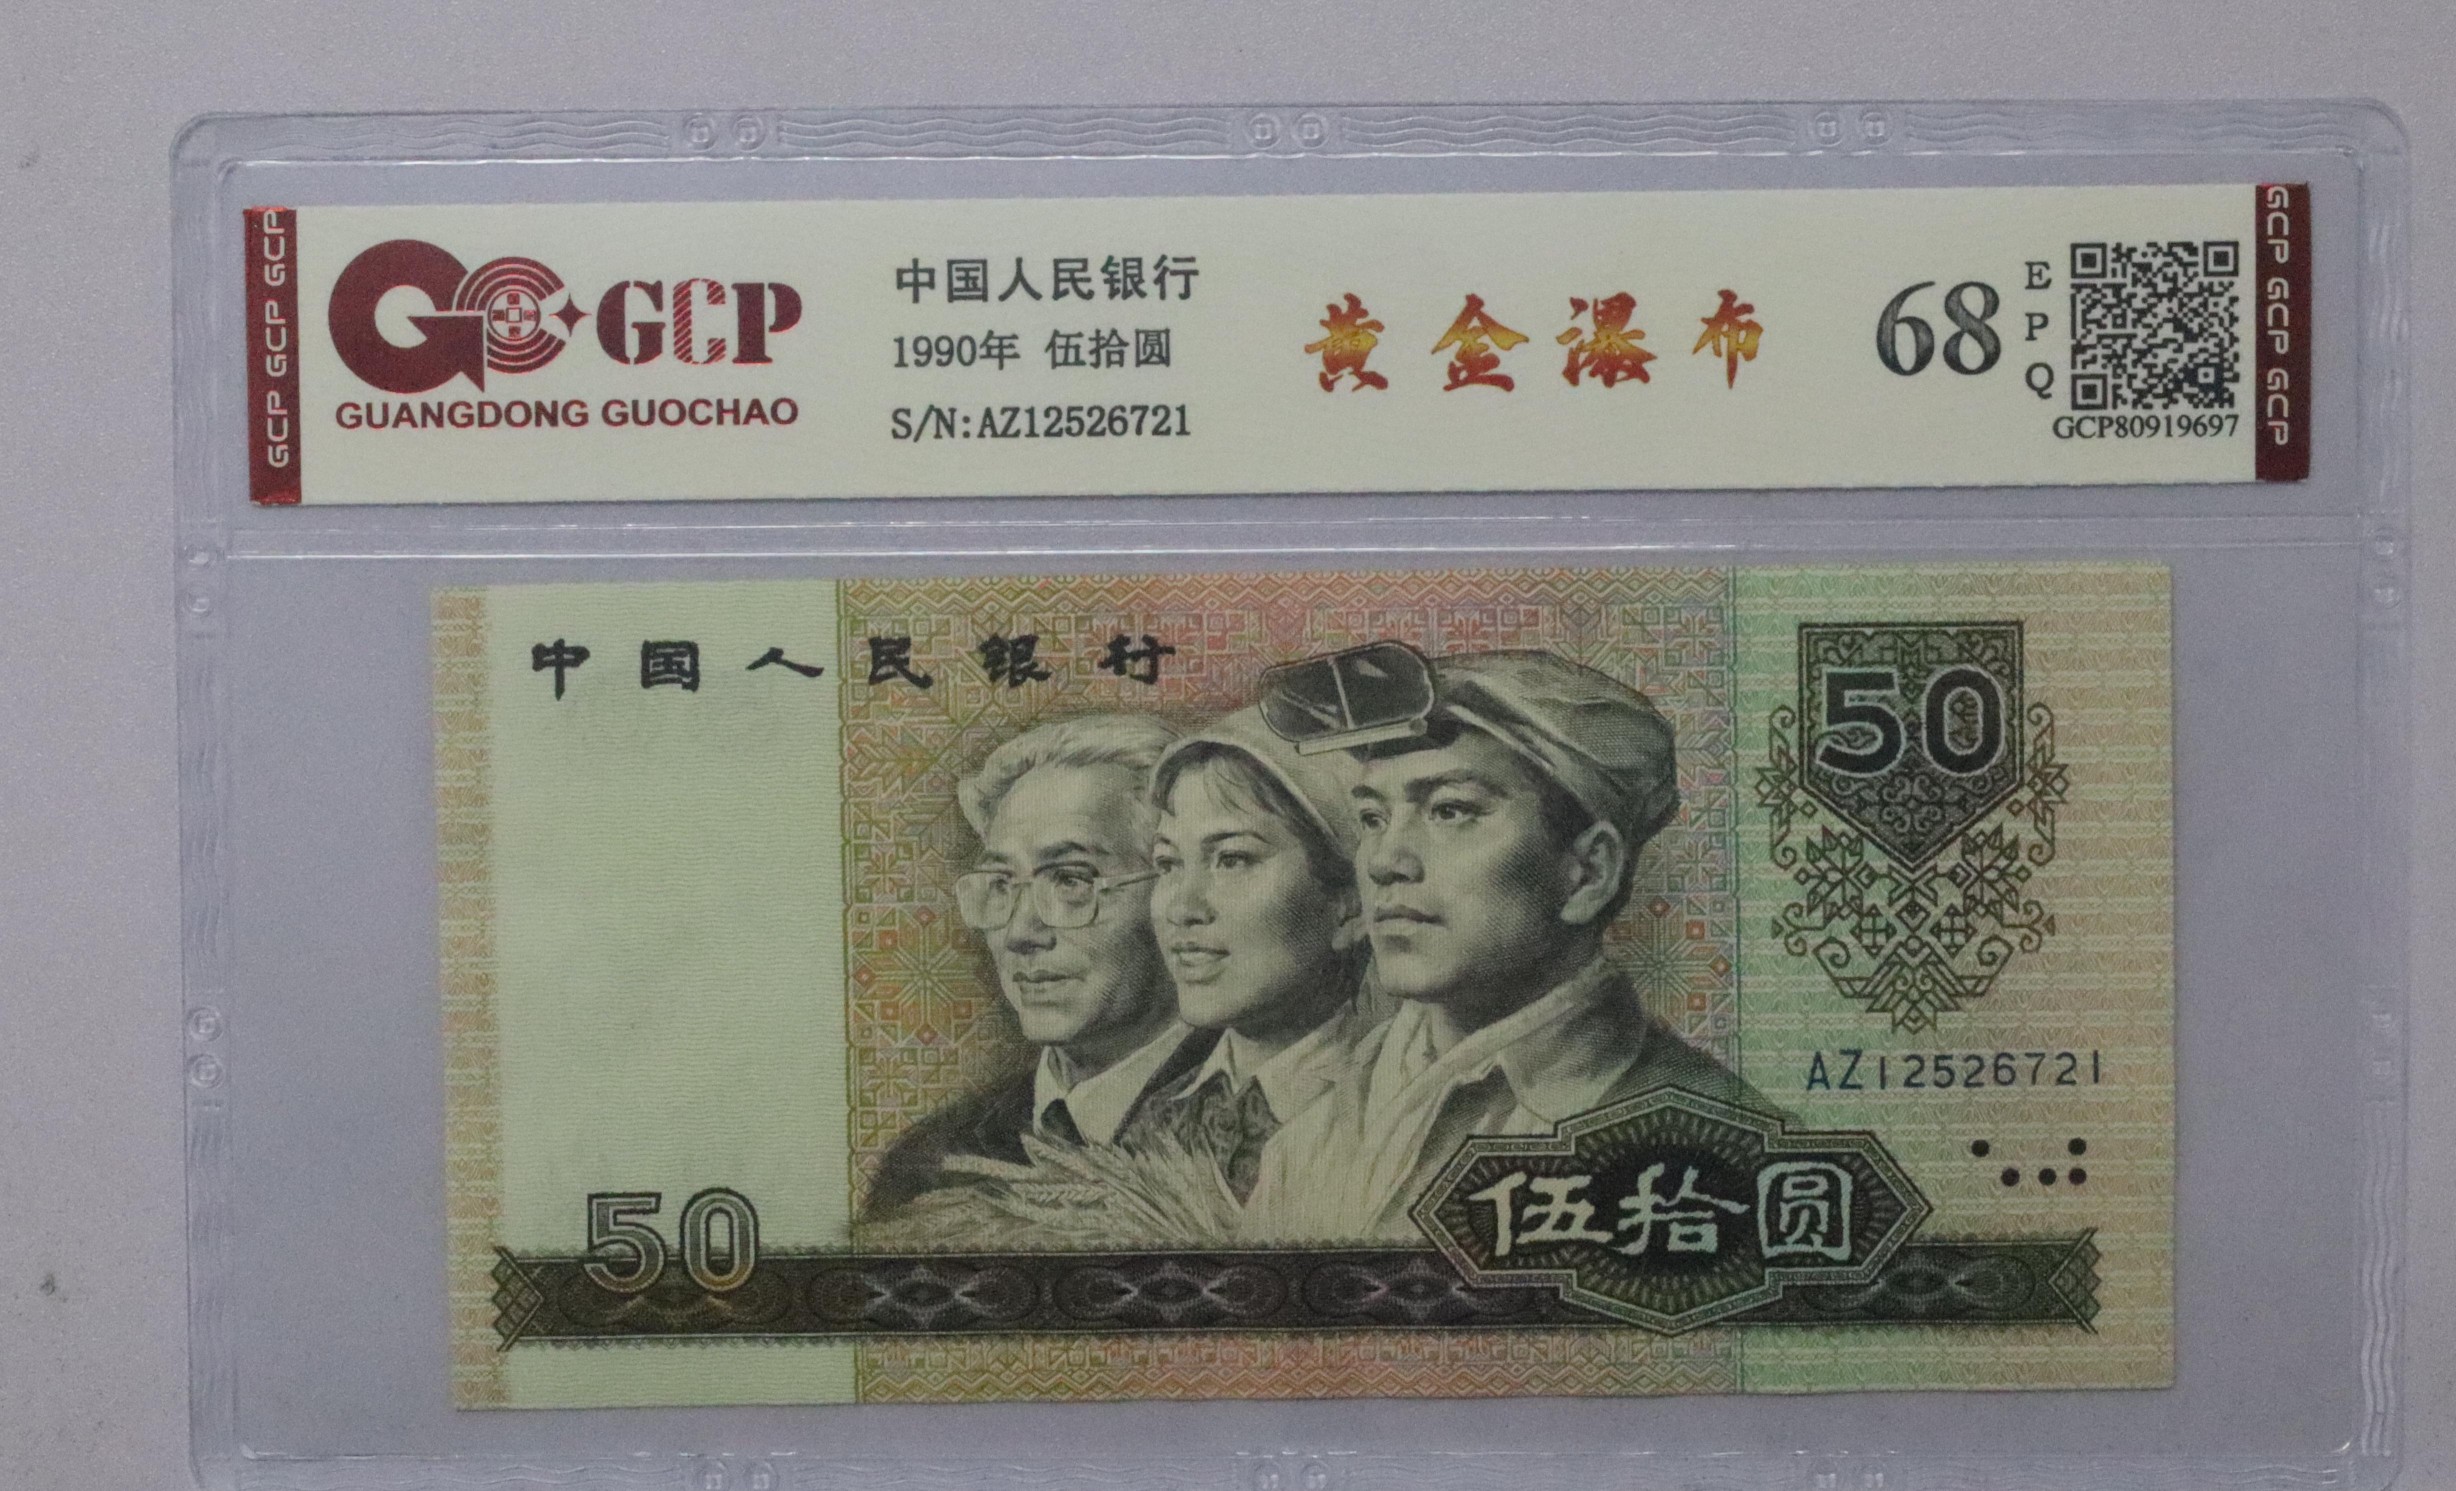 GCP GCP GCP
GCP
GUANGDONG GUOCHAO
中国人民银行
1990年 伍拾圆
S/N:AZ12526721
黄金瀑布
68
E
P
Q
GCP80919697
GCP GCP GCP
中国人民银行
50
AZ12526721
50
伍拾圆